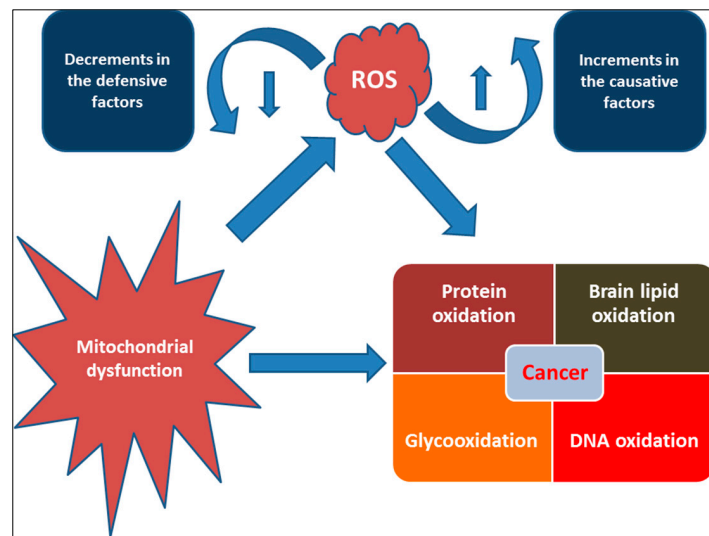 Decrements in
the defensive
factors
ROS
Increments in
the causative
factors
Mitochondrial
dysfunction
Protein
oxidation
Brain lipid
oxidation
Cancer
Glycooxidation
DNA oxidation